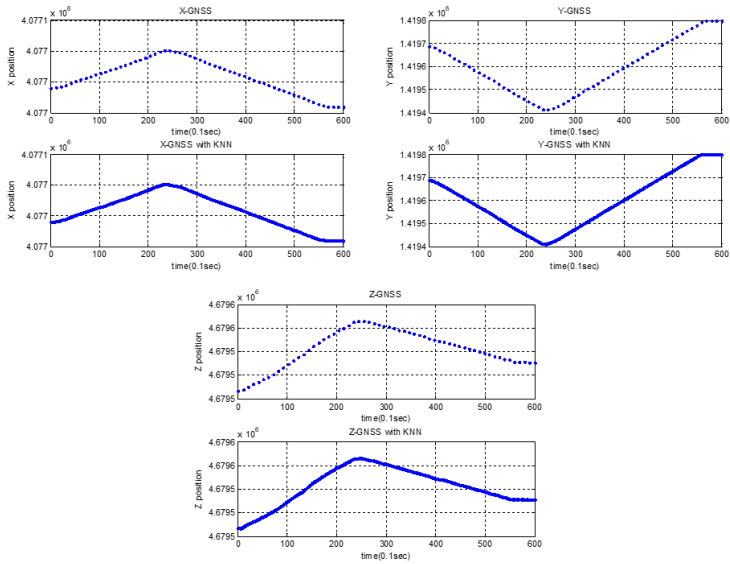 X-GNSS
x 10^6
4.0771
4.077
4.077
4.077
X position
0 100 200 300 400 500 600
time(0.1sec)
X-GNSS with KNN
x 10^6
4.0771
4.077
4.077
4.077
X position
0 100 200 300 400 500 600
time(0.1sec)
Y-GNSS
x 10^6
1.4198
1.4197
1.4196
1.4195
1.4194
Y position
0 100 200 300 400 500 600
time(0.1sec)
Y-GNSS with KNN
x 10^6
1.4198
1.4197
1.4196
1.4195
1.4194
Y position
0 100 200 300 400 500 600
time(0.1sec)
Z-GNSS
x 10^6
4.6796
4.6796
4.6795
4.6795
Z position
0 100 200 300 400 500 600
time(0.1sec)
Z-GNSS with KNN
x 10^6
4.6796
4.6796
4.6795
4.6795
Z position
0 100 200 300 400 500 600
time(0.1sec)